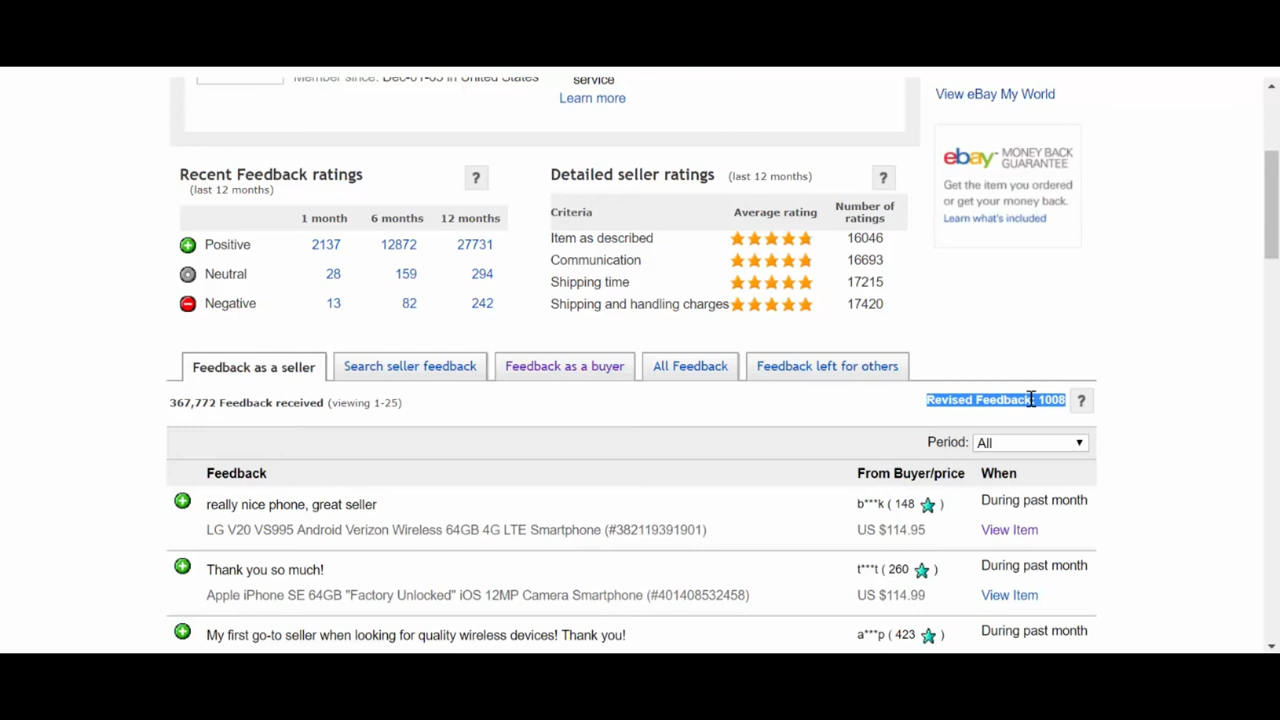 Member since: Dec-01-05 in United States
service
Learn more
View eBay My World
ebay MONEY BACK GUARANTEE
Get the item you ordered
or get your money back.
Learn what's included
Recent Feedback ratings
(last 12 months)
?
1 month 6 months 12 months
Positive 2137 12872 27731
Neutral 28 159 294
Negative 13 82 242
Detailed seller ratings (last 12 months) ?
Criteria Average rating Number of ratings
Item as described 16046
Communication 16693
Shipping time 17215
Shipping and handling charges 17420
Feedback as a seller Search seller feedback Feedback as a buyer All Feedback Feedback left for others
367,772 Feedback received (viewing 1-25) Revised Feedback: 1008 ?
Period: All
Feedback From Buyer/price When
really nice phone, great seller b***k ( 148 ) During past month
LG V20 VS995 Android Verizon Wireless 64GB 4G LTE Smartphone (#382119391901) US $114.95 View Item
Thank you so much! t***t ( 260 ) During past month
Apple iPhone SE 64GB "Factory Unlocked" iOS 12MP Camera Smartphone (#401408532458) US $114.99 View Item
My first go-to seller when looking for quality wireless devices! Thank you! a***p ( 423 ) During past month